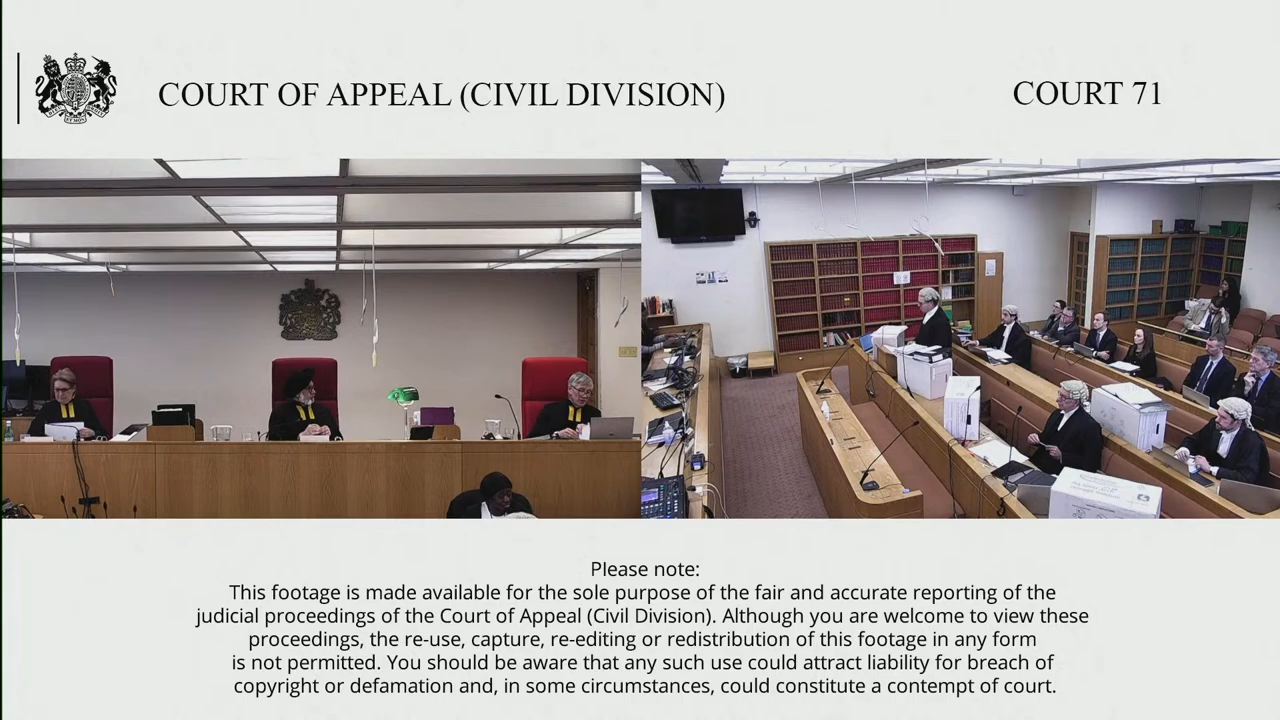 COURT OF APPEAL (CIVIL DIVISION)
COURT 71
Please note:
This footage is made available for the sole purpose of the fair and accurate reporting of the
judicial proceedings of the Court of Appeal (Civil Division). Although you are welcome to view these
proceedings, the re-use, capture, re-editing or redistribution of this footage in any form
is not permitted. You should be aware that any such use could attract liability for breach of
copyright or defamation and, in some circumstances, could constitute a contempt of court.